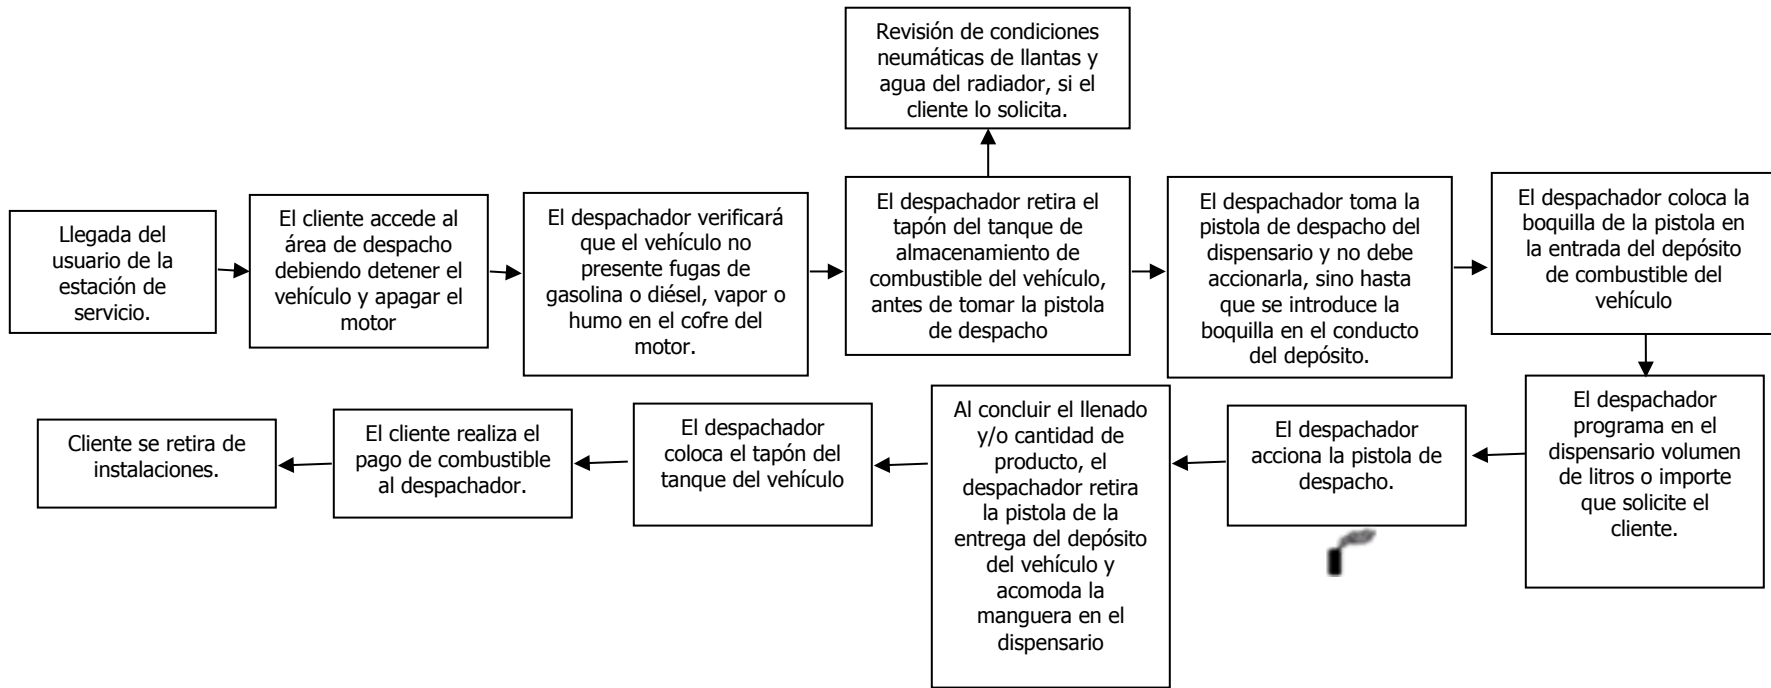 Revisión de condiciones
neumáticas de llantas y
agua del radiador, si el
cliente lo solicita.
Llegada del
usuario de la
estación de
servicio.
El cliente accede al
área de despacho
debiendo detener el
vehículo y apagar el
motor
El despachador verificará
que el vehículo no
presente fugas de
gasolina o diésel, vapor o
humo en el cofre del
motor.
El despachador retira el
tapón del tanque de
almacenamiento de
combustible del vehículo,
antes de tomar la pistola
de despacho
El despachador toma la
pistola de despacho del
dispensario y no debe
accionarla, sino hasta
que se introduce la
boquilla en el conducto
del depósito.
El despachador coloca la
boquilla de la pistola en
la entrada del depósito
de combustible del
vehículo
El despachador
programa en el
dispensario volumen
de litros o importe
que solicite el
cliente.
El despachador
acciona la pistola de
despacho.
Al concluir el llenado
y/o cantidad de
producto, el
despachador retira
la pistola de la
entrega del depósito
del vehículo y
acomoda la
manguera en el
dispensario
El despachador
coloca el tapón del
tanque del vehículo
El cliente realiza el
pago de combustible
al despachador.
Cliente se retira de
instalaciones.